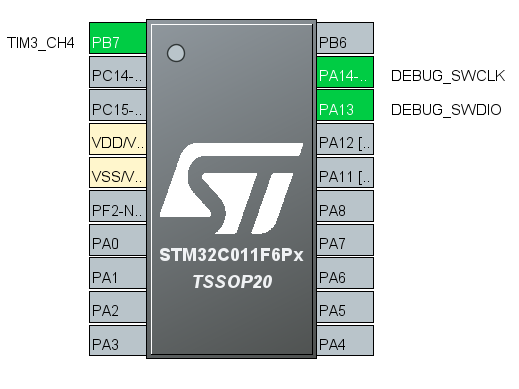 TIM3_CH4 PB7 PB6
PC14-.. PA14-.. DEBUG_SWCLK
PC15-.. PA13 DEBUG_SWDIO
VDD/V.. PA12 [..
VSS/V.. PA11 [..
PF2-N.. PA8
PA0 PA7
STM32C011F6Px
PA1 PA6
TSSOP20
PA2 PA5
PA3 PA4